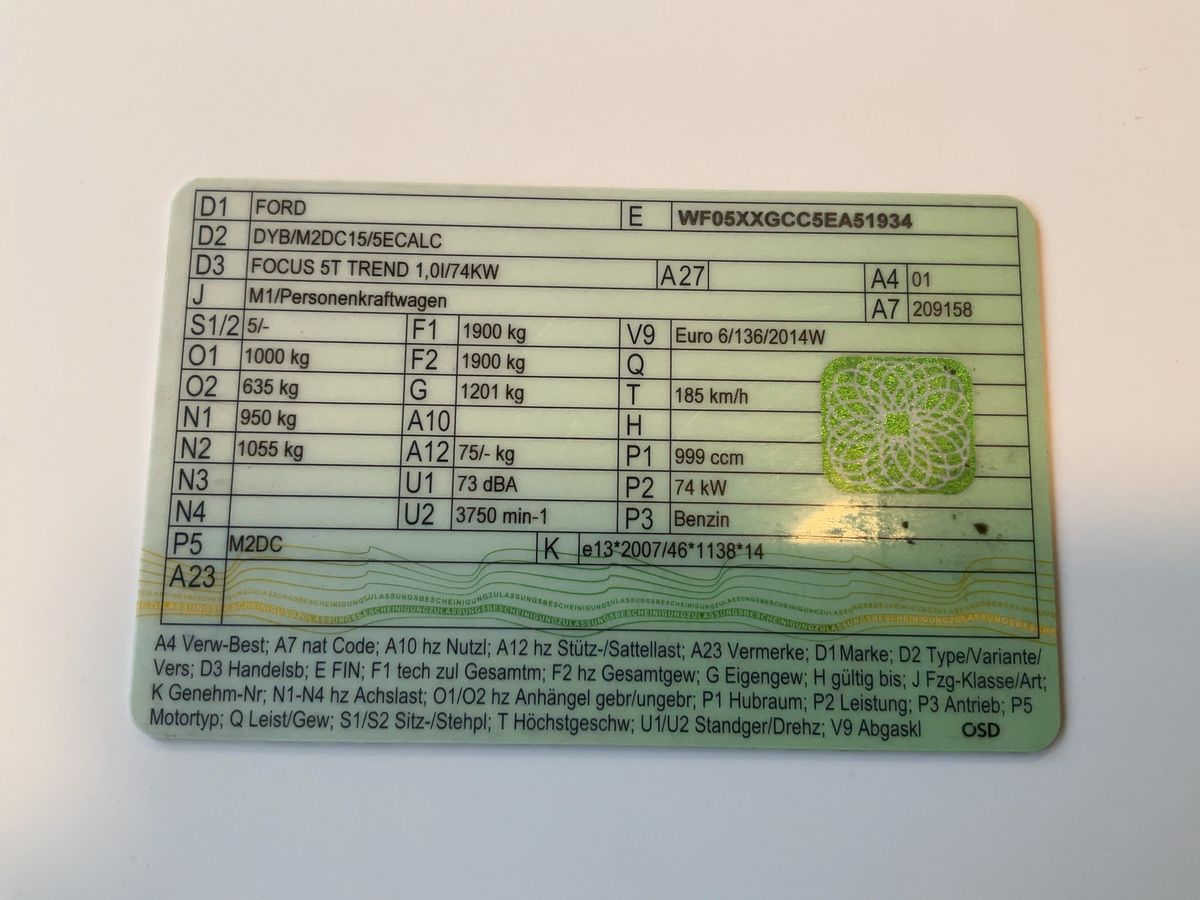 D1 FORD E WF05XXGCC5EA51934
D2 DYB/M2DC15/5ECALC
D3 FOCUS 5T TREND 1,0l/74KW A27 A4 01
J M1/Personenkraftwagen A7 209158
S1/2 5/- F1 1900 kg V9 Euro 6/136/2014W
O1 1000 kg F2 1900 kg Q
O2 635 kg G 1201 kg T 185 km/h
N1 950 kg A10 H
N2 1055 kg A12 75/- kg P1 999 ccm
N3 U1 73 dBA P2 74 kW
N4 U2 3750 min-1 P3 Benzin
P5 M2DC K e13*2007/46*1138*14
A23
ZULASSUNGSBESCHEINIGUNGZULASSUNGSBESCHEINIGUNGZULASSUNGSBESCHEINIGUNG
A4 Verw-Best; A7 nat Code; A10 hz Nutzl; A12 hz Stütz-/Sattellast; A23 Vermerke; D1 Marke; D2 Type/Variante/
Vers; D3 Handelsb; E FIN; F1 tech zul Gesamtm; F2 hz Gesamtgew; G Eigengew; H gültig bis; J Fzg-Klasse/Art;
K Genehm-Nr; N1-N4 hz Achslast; O1/O2 hz Anhängel gebr/ungebr; P1 Hubraum; P2 Leistung; P3 Antrieb; P5
Motortyp; Q Leist/Gew; S1/S2 Sitz-/Stehpl; T Höchstgeschw; U1/U2 Standger/Drehz; V9 Abgaskl OSD